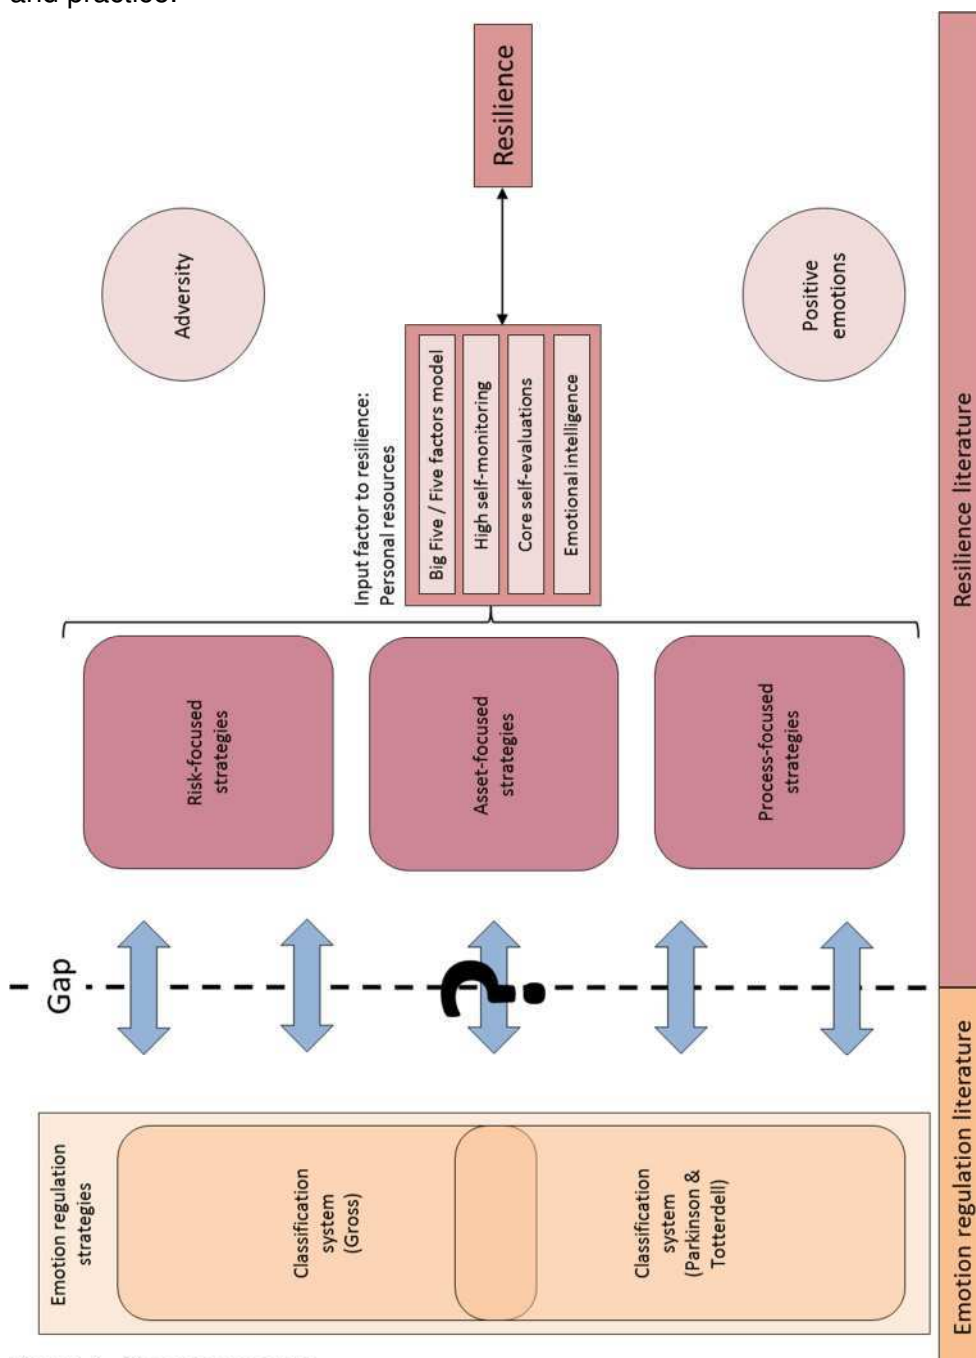 and practice.
Emotion regulation
strategies
Classification
system
(Gross)
Classification
system
(Parkinson &
Totterdell)
Gap
?
Risk-focused
strategies
Asset-focused
strategies
Process-focused
strategies
Input factor to resilience:
Personal resources
Big Five / Five factors model
High self-monitoring
Core self-evaluations
Emotional intelligence
Adversity
Positive
emotions
Resilience
Emotion regulation literature
Resilience literature